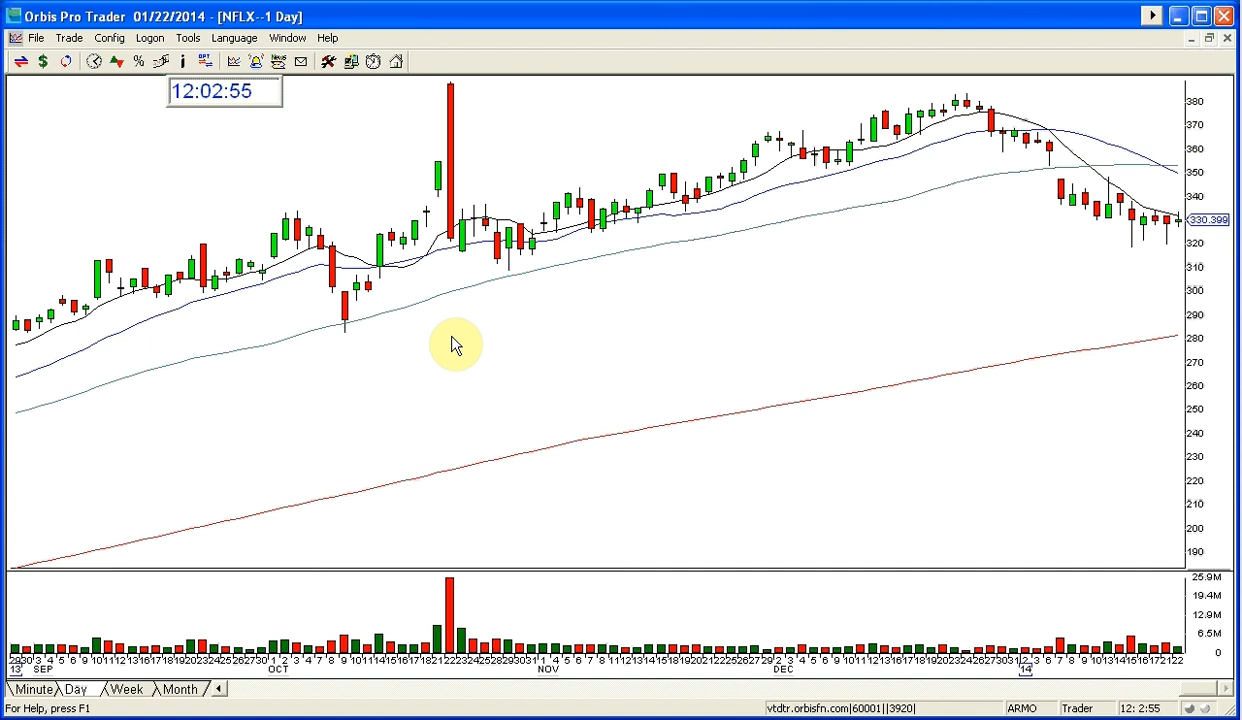 Orbis Pro Trader 01/22/2014 - [NFLX--1 Day]
File Trade Config Logon Tools Language Window Help
12:02:55
380
370
360
350
340
330.399
320
310
300
290
280
270
260
250
240
230
220
210
200
190
25.9M
19.4M
12.9M
6.5M
0
13 SEP OCT NOV DEC 14
Minute Day Week Month
For Help, press F1 vtdtr.orbisfn.com|60001||3920| ARMO Trader 12: 2:55